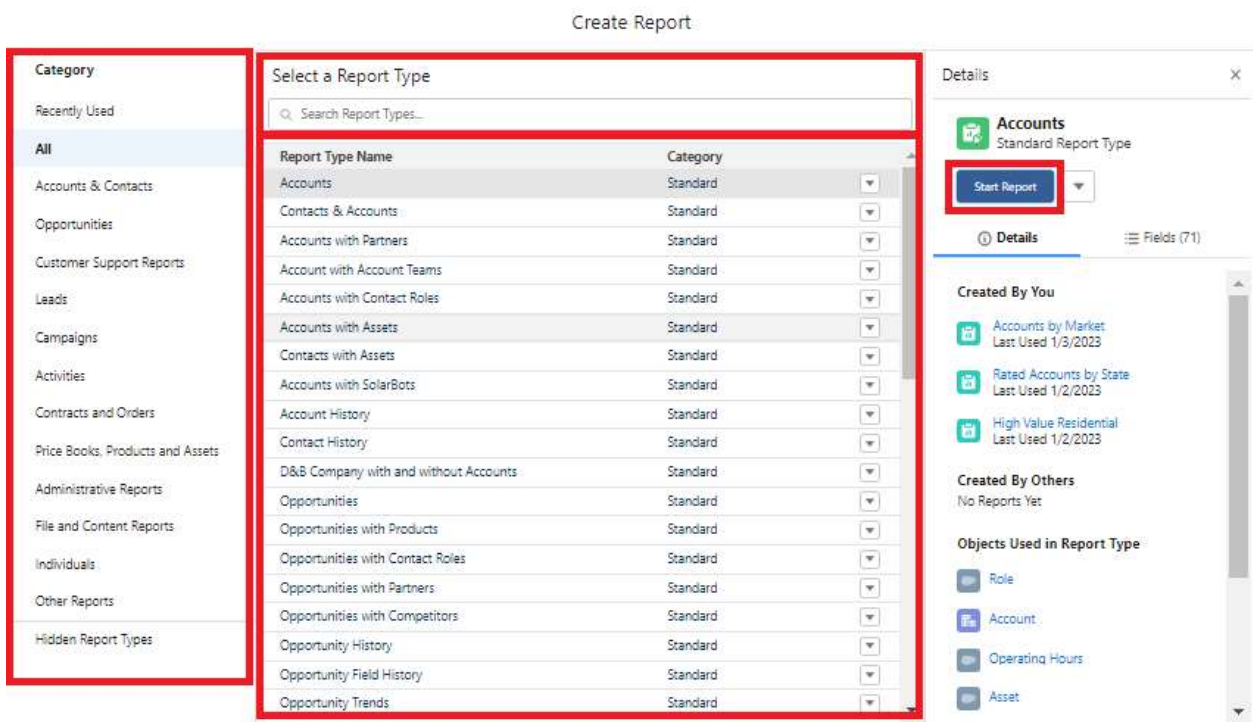 Create Report
Category
Recently Used
All
Accounts & Contacts
Opportunities
Customer Support Reports
Leads
Campaigns
Activities
Contracts and Orders
Price Books, Products and Assets
Administrative Reports
File and Content Reports
Individuals
Other Reports
Hidden Report Types
Select a Report Type
Search Report Types...
Report Type Name Category
Accounts Standard
Contacts & Accounts Standard
Accounts with Partners Standard
Account with Account Teams Standard
Accounts with Contact Roles Standard
Accounts with Assets Standard
Contacts with Assets Standard
Accounts with SolarBots Standard
Account History Standard
Contact History Standard
D&B Company with and without Accounts Standard
Opportunities Standard
Opportunities with Products Standard
Opportunities with Contact Roles Standard
Opportunities with Partners Standard
Opportunities with Competitors Standard
Opportunity History Standard
Opportunity Field History Standard
Opportunity Trends Standard
Details
Accounts
Standard Report Type
Start Report
Details Fields (71)
Created By You
Accounts by Market
Last Used 1/3/2023
Rated Accounts by State
Last Used 1/2/2023
High Value Residential
Last Used 1/2/2023
Created By Others
No Reports Yet
Objects Used in Report Type
Role
Account
Operating Hours
Asset